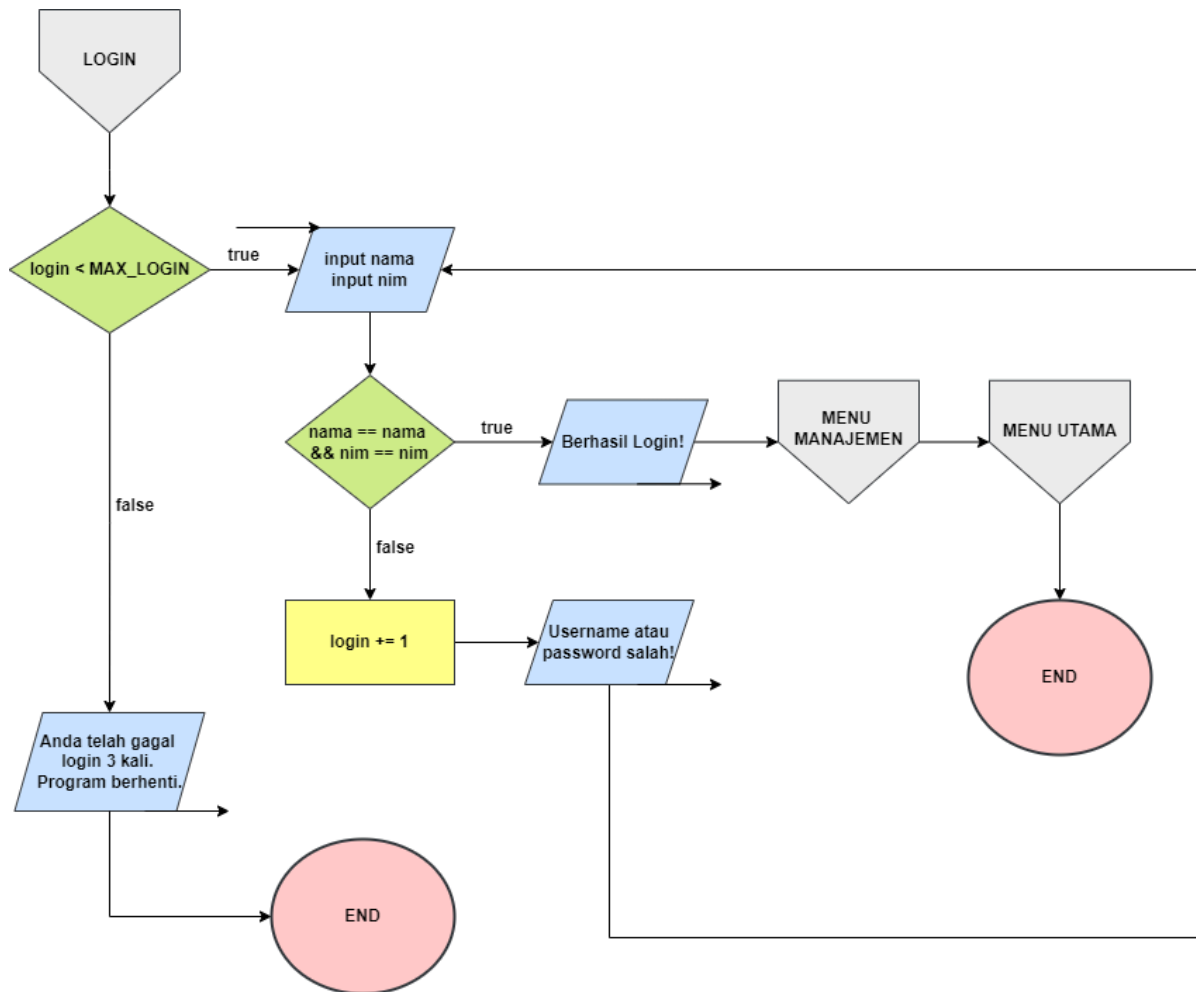 LOGIN
login < MAX_LOGIN
true
input nama
input nim
nama == nama
&& nim == nim
true
Berhasil Login!
MENU
MANAJEMEN
MENU UTAMA
false
false
login += 1
Username atau
password salah!
END
Anda telah gagal
login 3 kali.
Program berhenti.
END